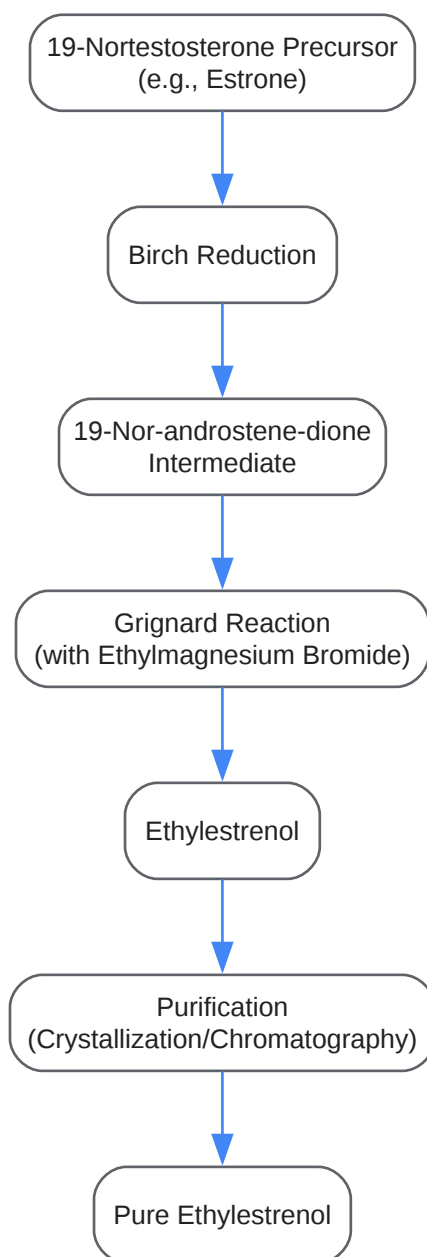 19-Nortestosterone Precursor
(e.g., Estrone)
Birch Reduction
19-Nor-androstene-dione
Intermediate
Grignard Reaction
(with Ethylmagnesium Bromide)
Ethylestrenol
Purification
(Crystallization/Chromatography)
Pure Ethylestrenol